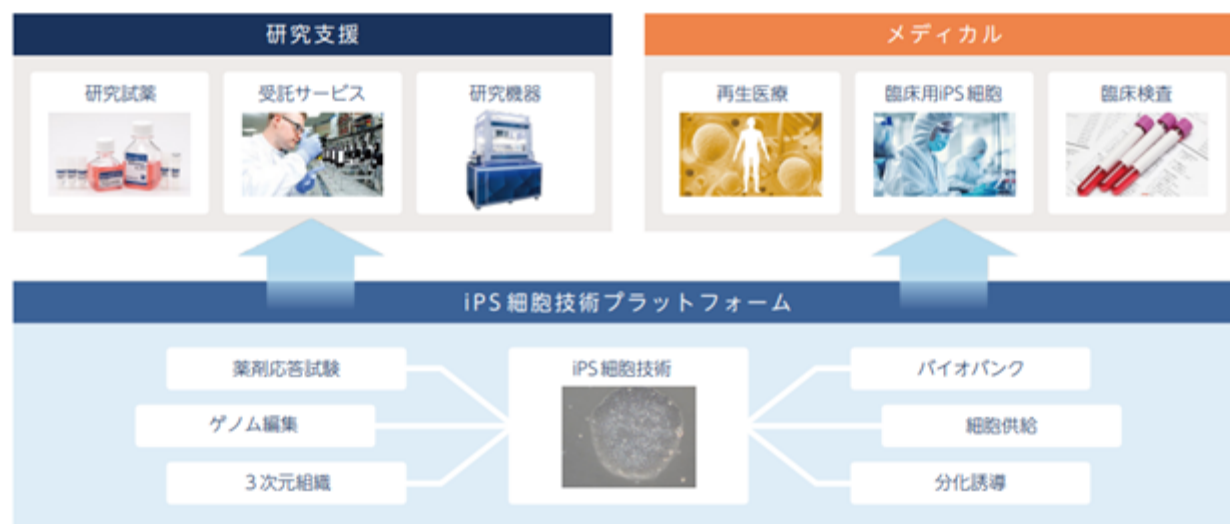 研究支援
メディカル
研究試薬
受託サービス
研究機器
再生医療
臨床用iPS細胞
臨床検査
iPS細胞技術プラットフォーム
薬剤応答試験
iPS細胞技術
バイオバンク
ゲノム編集
細胞供給
3次元組織
分化誘導